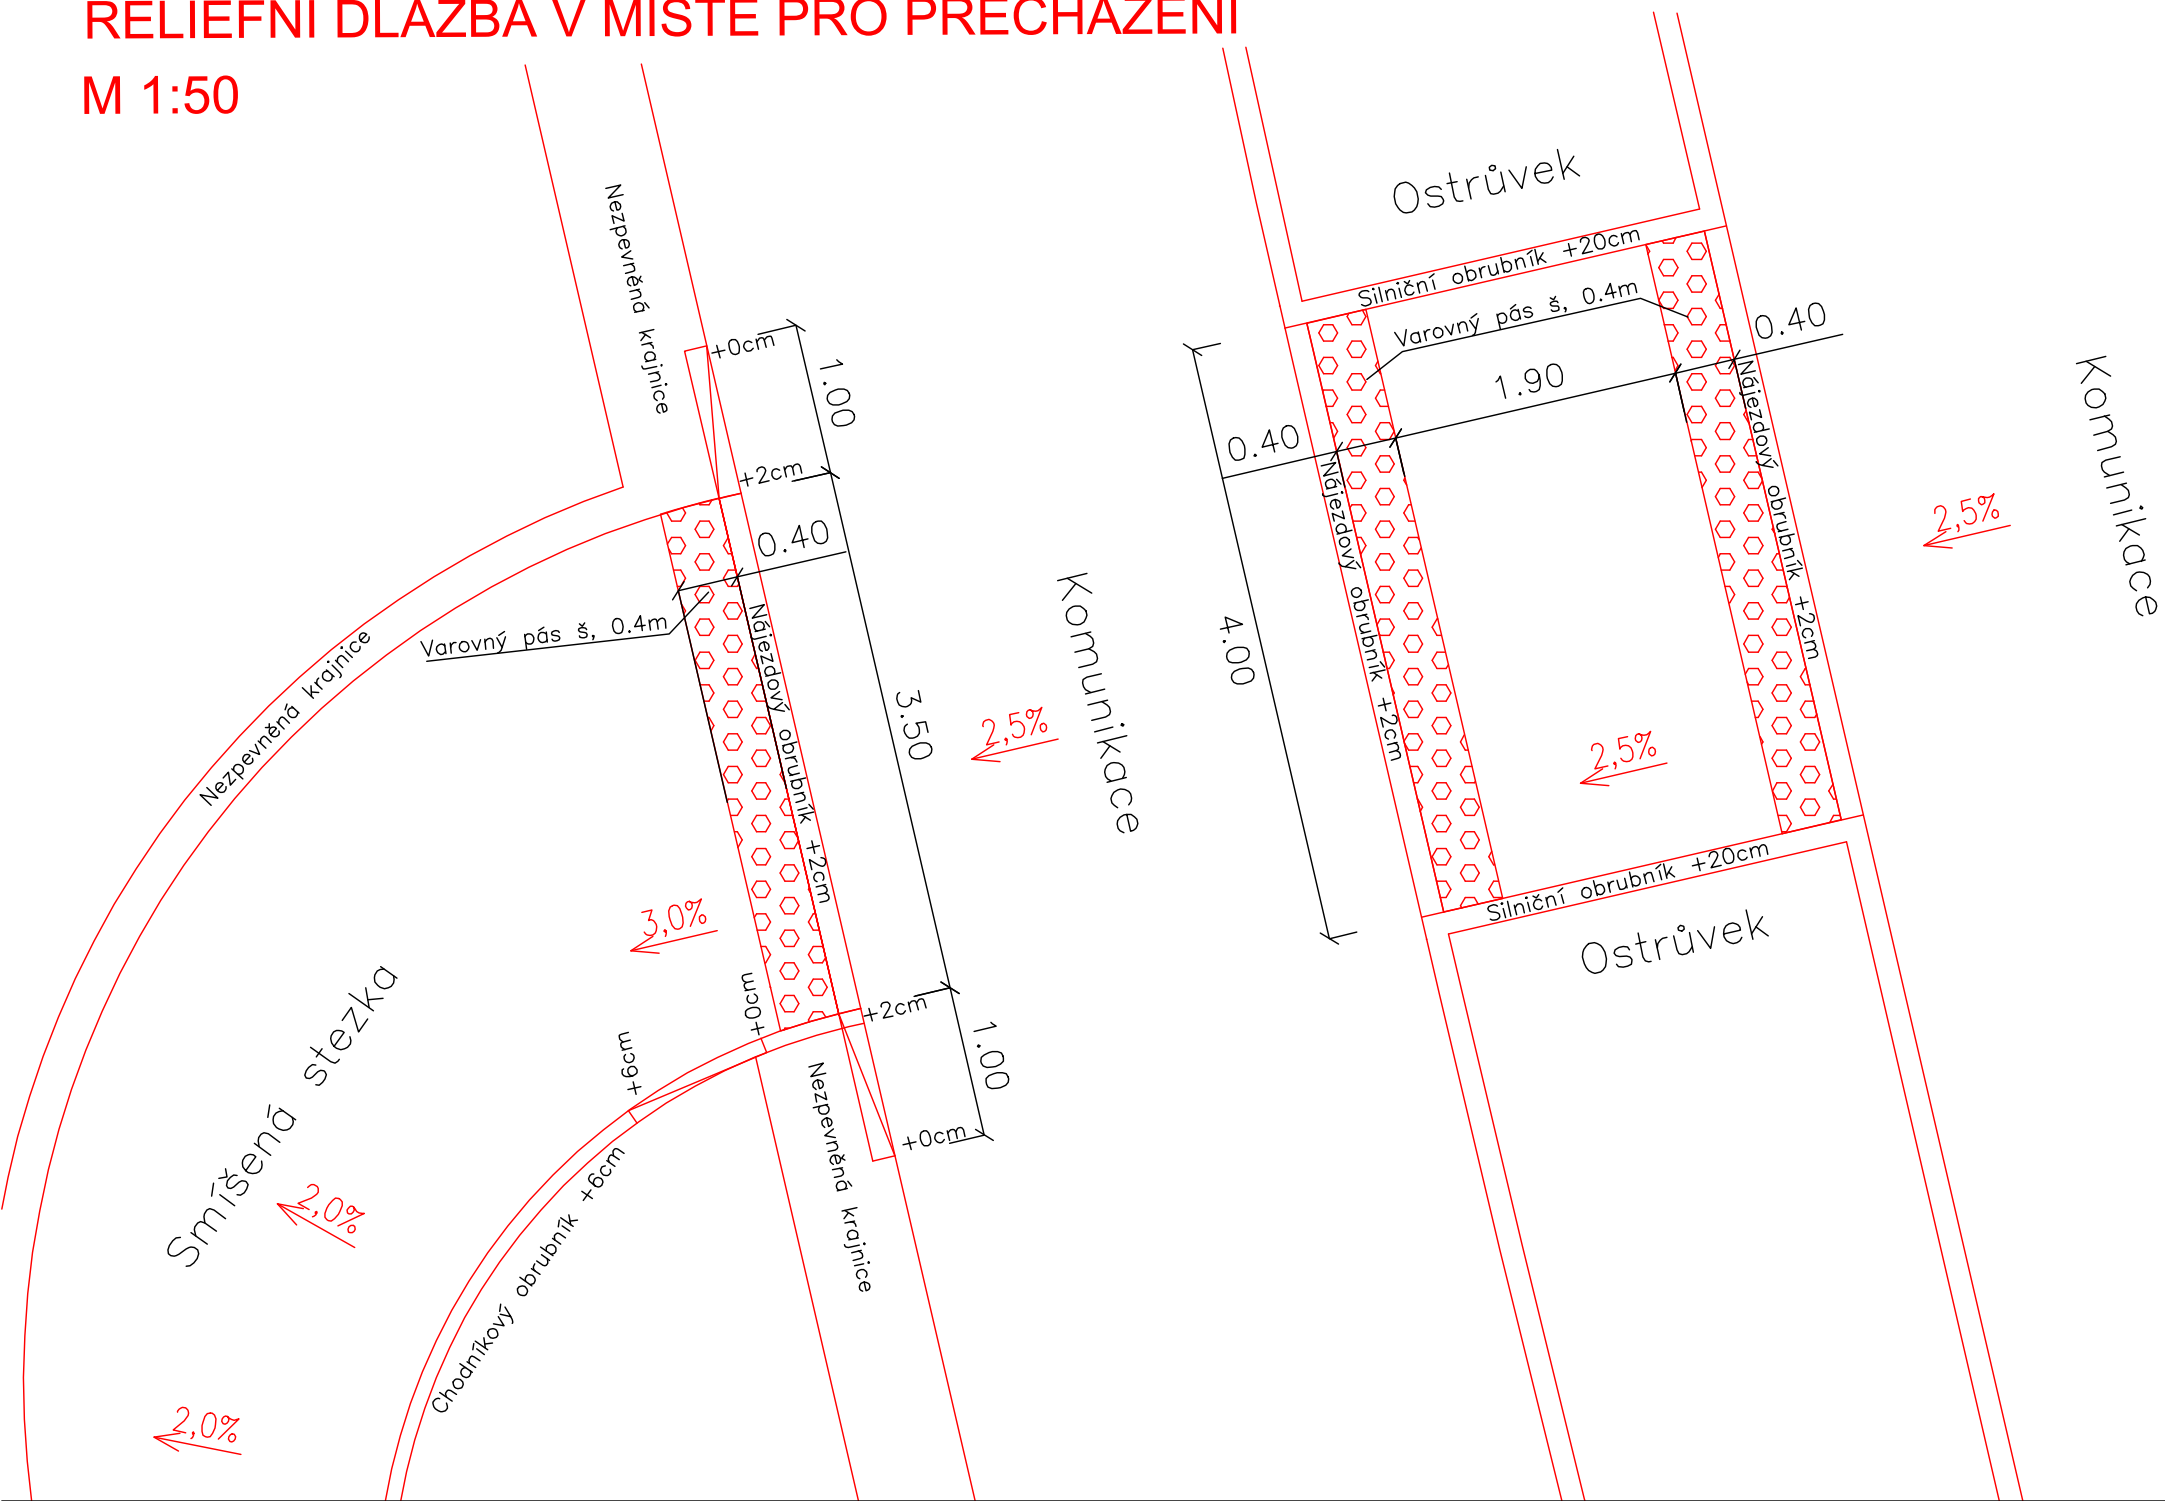 RELIEFNÍ DLAŽBA V MÍSTĚ PRO PŘECHÁZENÍ
M 1:50
Nezpevněná krajnice
+0cm
1.00
+2cm
0.40
Varovný pás š, 0.4m
Nájezdový obrubník +2cm
3.50
Nezpevněná krajnice
3,0%
+0cm
+2cm
+6cm
1.00
+0cm
Nezpevněná krajnice
Smíšená stezka
2,0%
Chodníkový obrubník +6cm
2,0%
Komunikace
2,5%
Ostrůvek
Silniční obrubník +20cm
Varovný pás š, 0.4m
0.40
1.90
0.40
Nájezdový obrubník +2cm
Nájezdový obrubník +2cm
4.00
2,5%
Silniční obrubník +20cm
Ostrůvek
2,5%
Komunikace